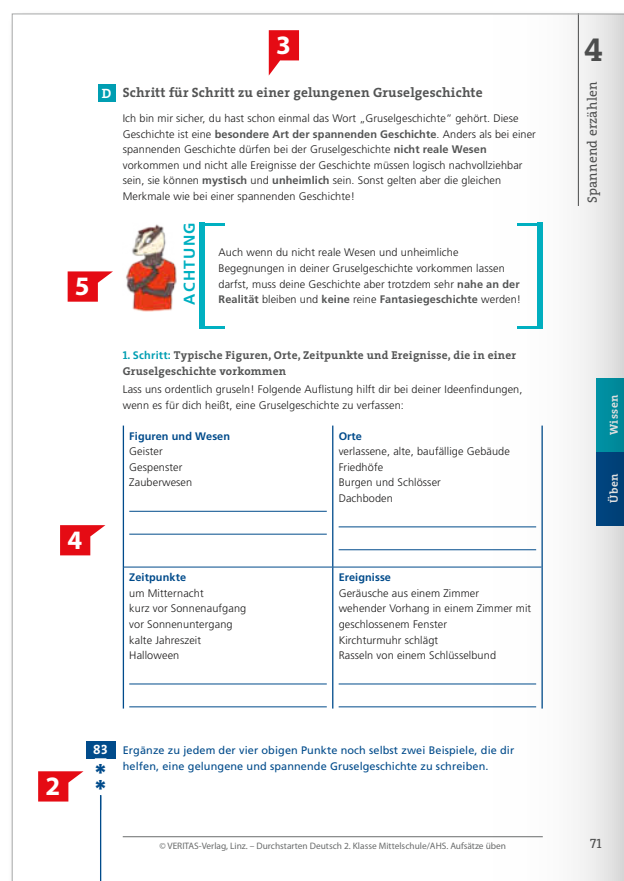 3
4
Spannend erzählen
D Schritt für Schritt zu einer gelungenen Gruselgeschichte
Ich bin mir sicher, du hast schon einmal das Wort „Gruselgeschichte“ gehört. Diese
Geschichte ist eine besondere Art der spannenden Geschichte. Anders als bei einer
spannenden Geschichte dürfen bei der Gruselgeschichte nicht reale Wesen
vorkommen und nicht alle Ereignisse der Geschichte müssen logisch nachvollziehbar
sein, sie können mystisch und unheimlich sein. Sonst gelten aber die gleichen
Merkmale wie bei einer spannenden Geschichte!
5
ACHTUNG
Auch wenn du nicht reale Wesen und unheimliche
Begegnungen in deiner Gruselgeschichte vorkommen lassen
darfst, muss deine Geschichte aber trotzdem sehr nahe an der
Realität bleiben und keine reine Fantasiegeschichte werden!
1. Schritt: Typische Figuren, Orte, Zeitpunkte und Ereignisse, die in einer
Gruselgeschichte vorkommen
Lass uns ordentlich gruseln! Folgende Auflistung hilft dir bei deiner Ideenfindungen,
wenn es für dich heißt, eine Gruselgeschichte zu verfassen:
Wissen
Üben
4
Figuren und Wesen
Geister
Gespenster
Zauberwesen
Orte
verlassene, alte, baufällige Gebäude
Friedhöfe
Burgen und Schlösser
Dachboden
Zeitpunkte
um Mitternacht
kurz vor Sonnenaufgang
vor Sonnenuntergang
kalte Jahreszeit
Halloween
Ereignisse
Geräusche aus einem Zimmer
wehender Vorhang in einem Zimmer mit
geschlossenem Fenster
Kirchturmuhr schlägt
Rasseln von einem Schlüsselbund
83 Ergänze zu jedem der vier obigen Punkte noch selbst zwei Beispiele, die dir
helfen, eine gelungene und spannende Gruselgeschichte zu schreiben.
*
*
2
© VERITAS-Verlag, Linz. – Durchstarten Deutsch 2. Klasse Mittelschule/AHS. Aufsätze üben
71